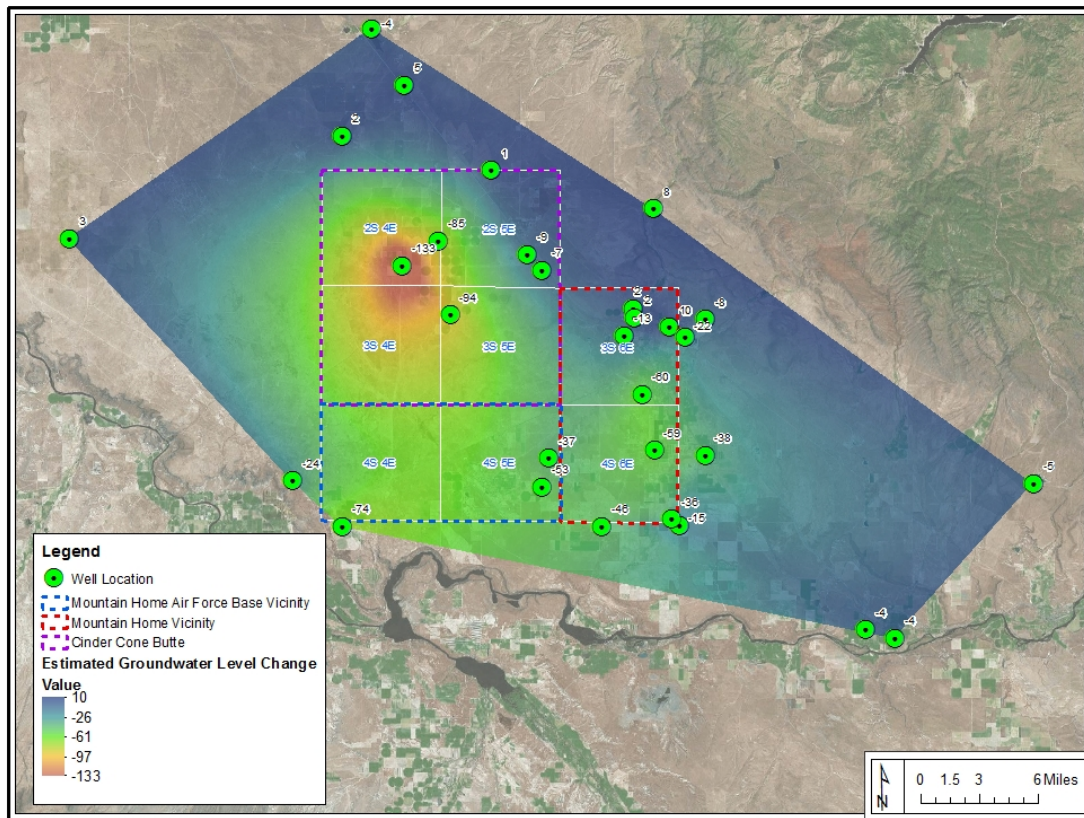 -4
5
2
1
8
3
2S 4E
-85
2S 5E
-9
-7
-133
-94
2
2
-13
10
-8
-22
3S 4E
3S 5E
3S 6E
-60
-59
-38
-37
-53
4S 4E
4S 5E
4S 6E
-24
-5
-74
-46
-36
-15
-4
-4
Legend
Well Location
Mountain Home Air Force Base Vicinity
Mountain Home Vicinity
Cinder Cone Butte
Estimated Groundwater Level Change
Value
10
-26
-61
-97
-133
N
0 1.5 3 6 Miles